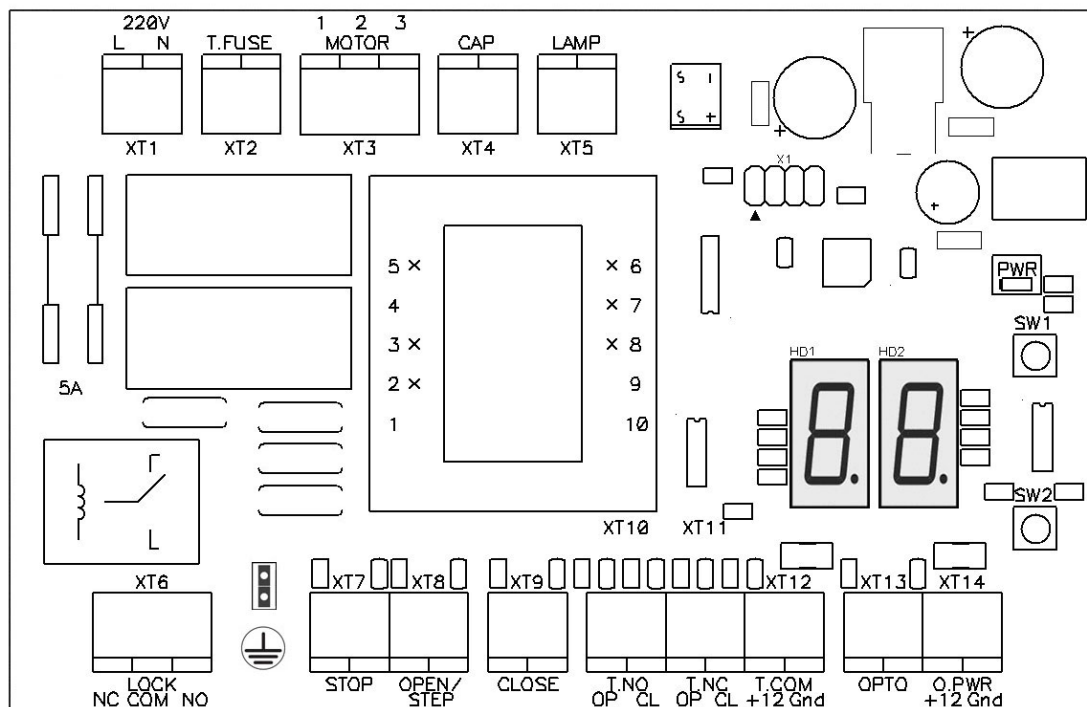 220V 1 2 3
L N T.FUSE MOTOR CAP LAMP
XT1 XT2 XT3 XT4 XT5
S - S +
+ +
X1
+
5 × × 6
4 × 7
3 × × 8
2 × 9
1 10
5A
PWR
SW1
HD1 HD2
8. 8.
SW2
XT10 XT11
XT6 XT7 XT8 XT9 XT12 XT13 XT14
LOCK STOP OPEN/ CLOSE T.NO T.NC T.COM OPTO O.PWR
NC COM NO STEP OP CL OP CL +12 Gnd +12 Gnd